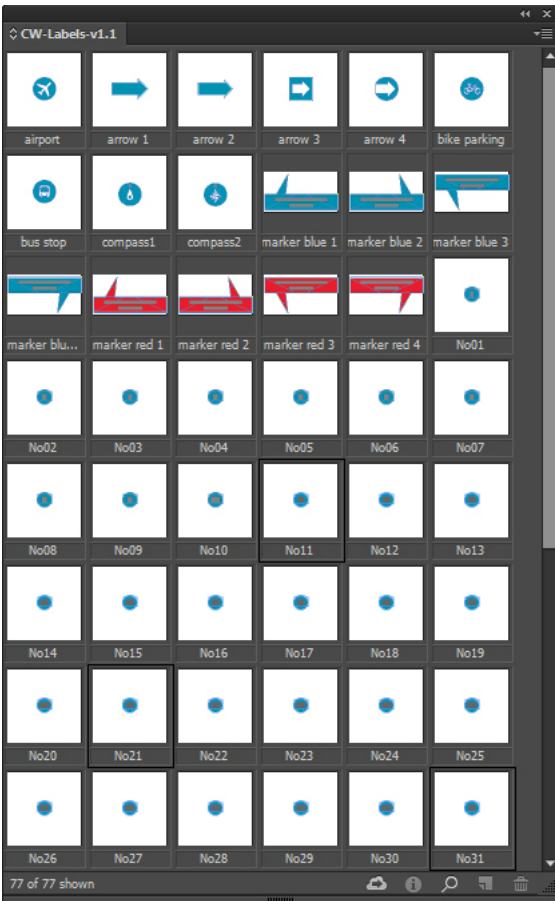 CW-Labels-v1.1
airport arrow 1 arrow 2 arrow 3 arrow 4 bike parking
bus stop compass1 compass2 marker blue 1 marker blue 2 marker blue 3
marker blu... marker red 1 marker red 2 marker red 3 marker red 4 No01
No02 No03 No04 No05 No06 No07
No08 No09 No10 No11 No12 No13
No14 No15 No16 No17 No18 No19
No20 No21 No22 No23 No24 No25
No26 No27 No28 No29 No30 No31
77 of 77 shown